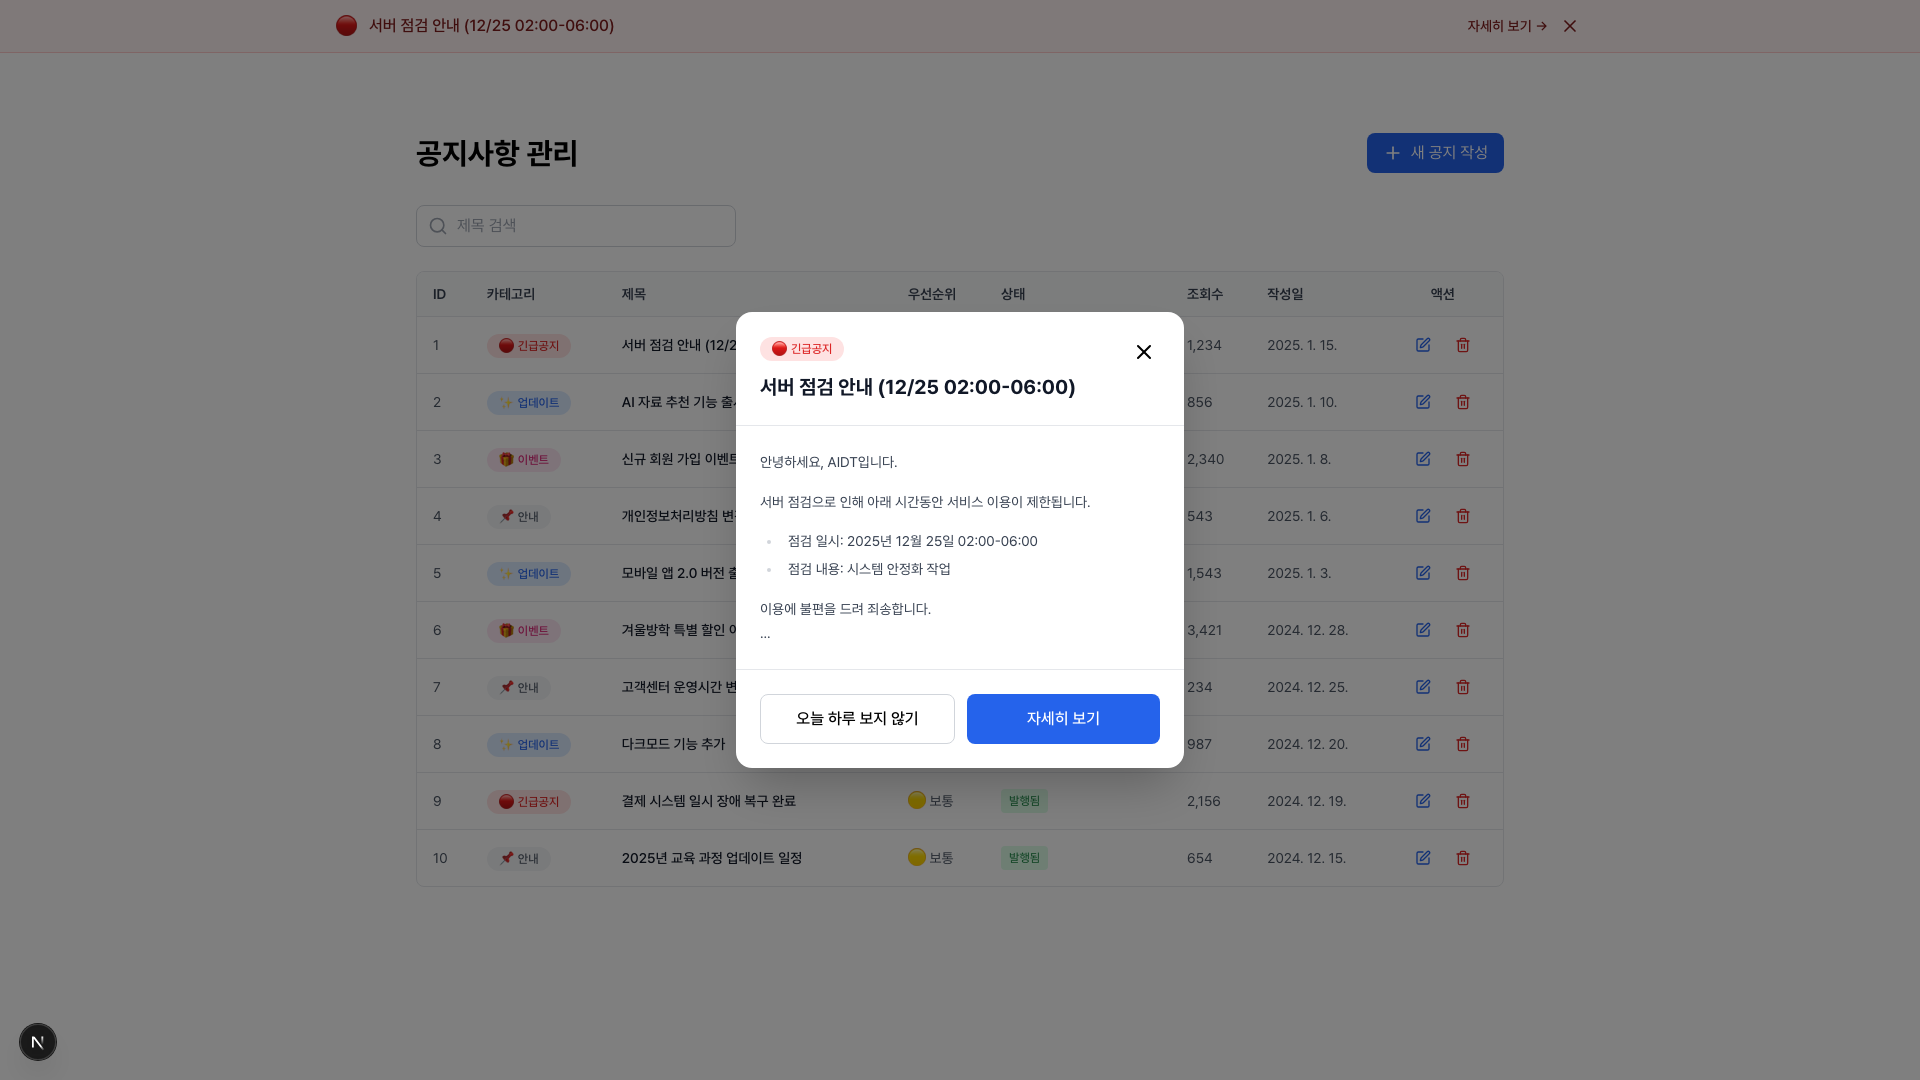 서버 점검 안내 (12/25 02:00-06:00)
자세히 보기 →
공지사항 관리
새 공지 작성
제목 검색
ID 카테고리 제목 우선순위 상태 조회수 작성일 액션
1 긴급공지 서버 점검 안내 (12/2 1,234 2025. 1. 15.
2 업데이트 AI 자료 추천 기능 856 2025. 1. 10.
3 이벤트 신규 회원 가입 이벤트 2,340 2025. 1. 8.
4 안내 개인정보처리방침 543 2025. 1. 6.
5 업데이트 모바일 앱 2.0 버전 1,543 2025. 1. 3.
6 이벤트 겨울방학 특별 할인 3,421 2024. 12. 28.
7 안내 고객센터 운영시간 234 2024. 12. 25.
8 업데이트 다크모드 기능 추가 987 2024. 12. 20.
9 긴급공지 결제 시스템 일시 장애 복구 완료 보통 발행됨 2,156 2024. 12. 19.
10 안내 2025년 교육 과정 업데이트 일정 보통 발행됨 654 2024. 12. 15.
긴급공지
서버 점검 안내 (12/25 02:00-06:00)
안녕하세요, AIDT입니다.
서버 점검으로 인해 아래 시간동안 서비스 이용이 제한됩니다.
• 점검 일시: 2025년 12월 25일 02:00-06:00
• 점검 내용: 시스템 안정화 작업
이용에 불편을 드려 죄송합니다.
...
오늘 하루 보지 않기
자세히 보기
N